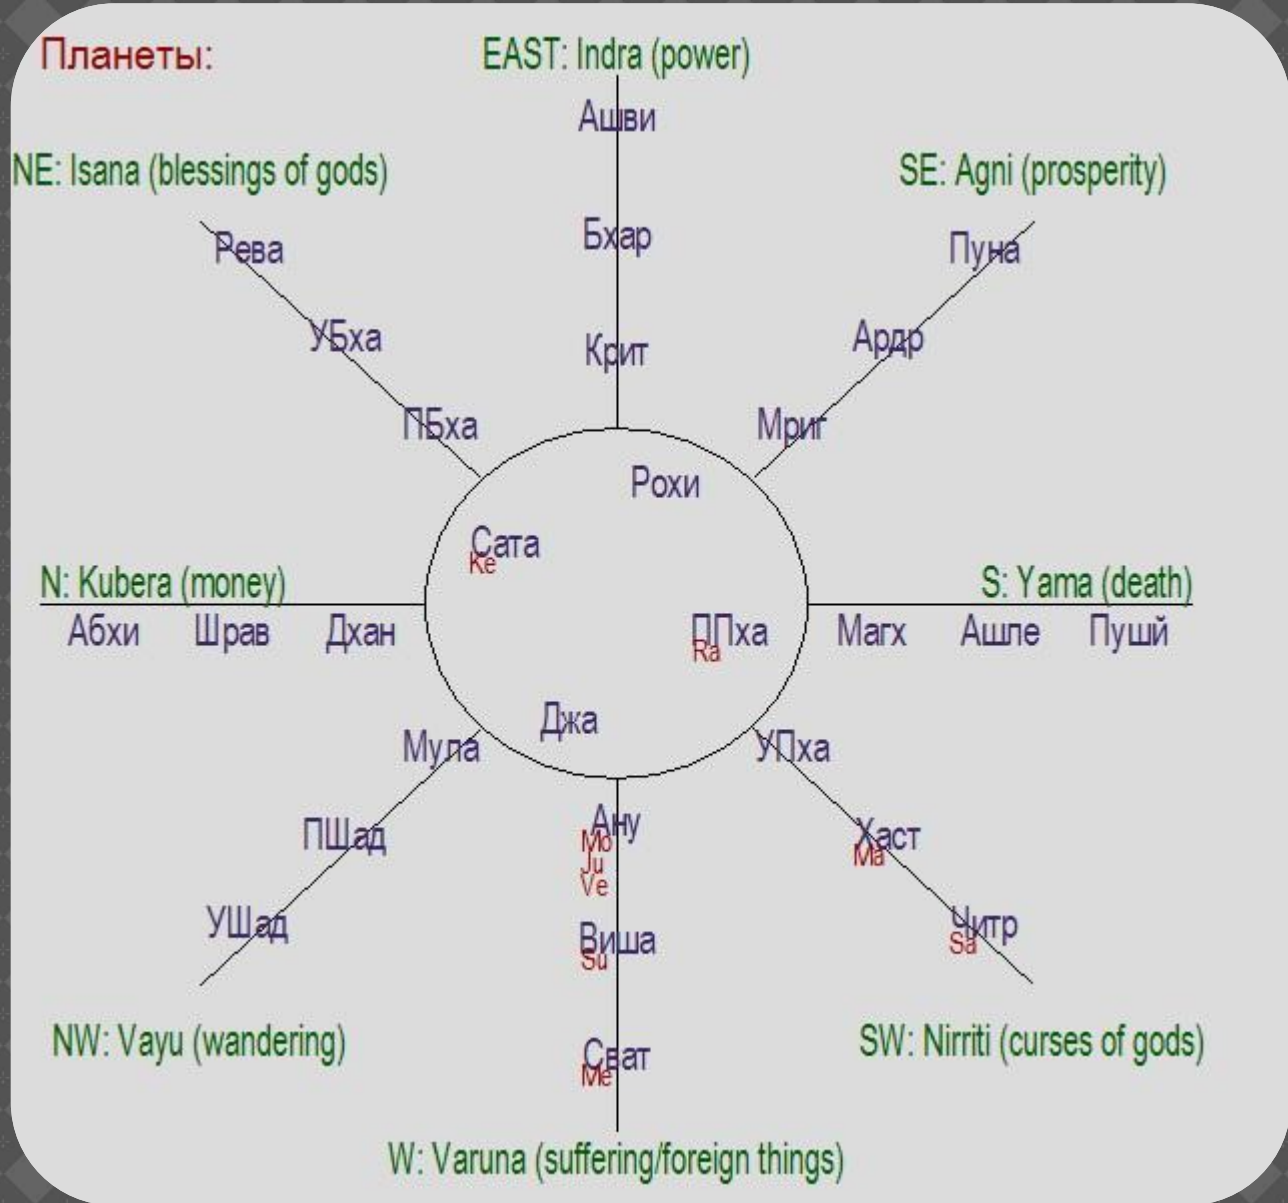 Планеты:
EAST: Indra (power)
Ашви
NE: Isana (blessings of gods)
SE: Agni (prosperity)
Рева
Бхар
Пуна
УБха
Крит
Ардр
ПБха
Мриг
Рохи
Сата
Ke
N: Kubera (money)
S: Yama (death)
Абхи Шрав Дхан
ППха
Ra
Магх Ашле Пушй
Джа
Мула
УПха
Ану
Mo
Ju
Ve
ПШад
Хаст
Ma
УШад
Виша
Su
Читр
Sa
NW: Vayu (wandering)
Сват
Me
SW: Nirriti (curses of gods)
W: Varuna (suffering/foreign things)